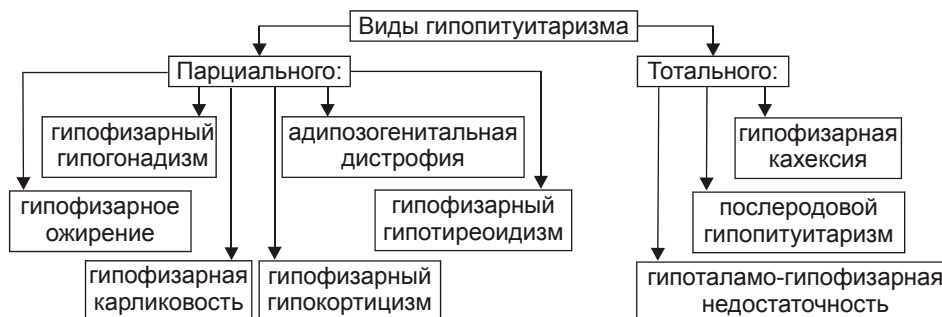 Виды гипопитуитаризма
Парциального:
Тотального:
гипофизарный
гипогонадизм
адипозогенитальная
дистрофия
гипофизарная
кахексия
гипофизарное
ожирение
гипофизарный
гипотиреоидизм
послеродовой
гипопитуитаризм
гипофизарная
карликовость
гипофизарный
гипокортицизм
гипоталамо-гипофизарная
недостаточность